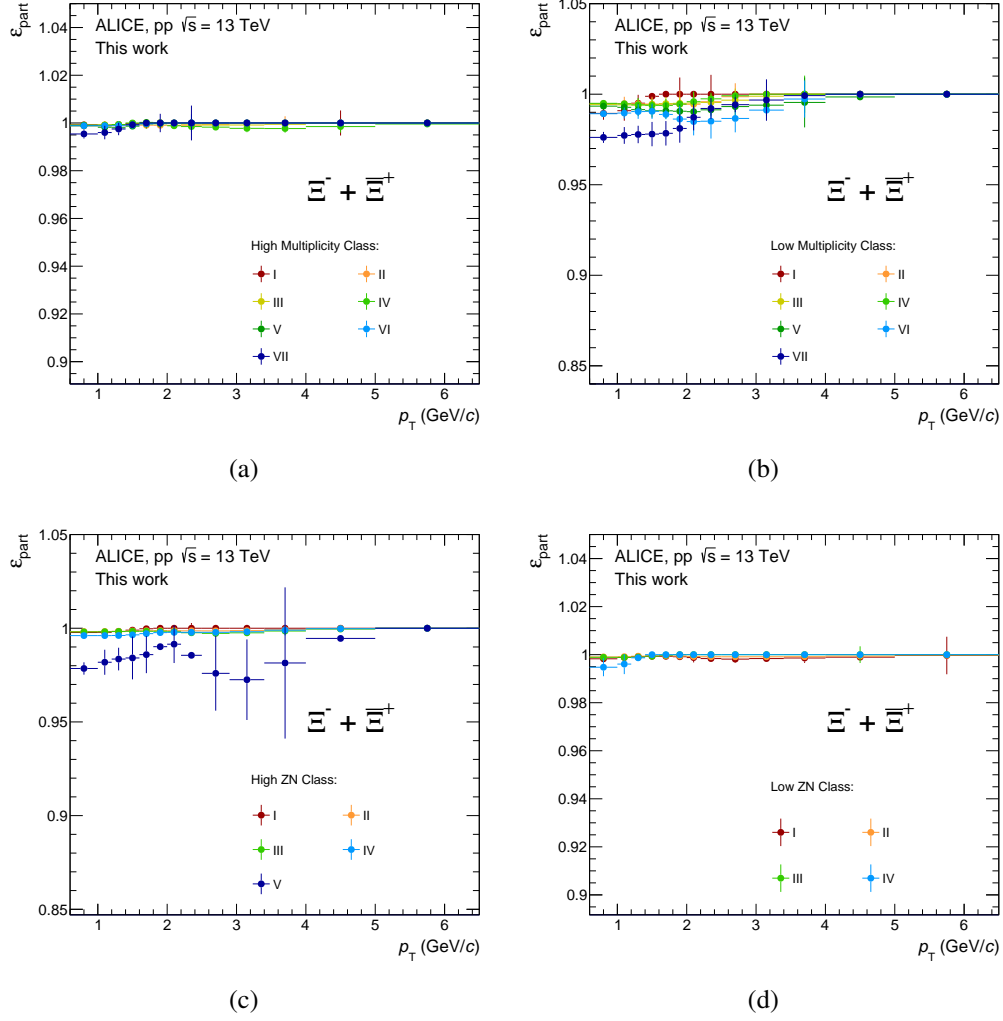 ε_part
1.04
1.02
1
0.98
0.96
0.94
0.92
0.9
ALICE, pp √s = 13 TeV
This work
Ξ⁻ + Ξ̅⁺
High Multiplicity Class:
I II
III IV
V VI
VII
1 2 3 4 5 6
p_T (GeV/c)
(a)
ε_part
1.05
1
0.95
0.9
0.85
ALICE, pp √s = 13 TeV
This work
Ξ⁻ + Ξ̅⁺
Low Multiplicity Class:
I II
III IV
V VI
VII
1 2 3 4 5 6
p_T (GeV/c)
(b)
ε_part
1.05
1
0.95
0.9
0.85
ALICE, pp √s = 13 TeV
This work
Ξ⁻ + Ξ̅⁺
High ZN Class:
I II
III IV
V
1 2 3 4 5 6
p_T (GeV/c)
(c)
ε_part
1.04
1.02
1
0.98
0.96
0.94
0.92
0.9
ALICE, pp √s = 13 TeV
This work
Ξ⁻ + Ξ̅⁺
Low ZN Class:
I II
III IV
1 2 3 4 5 6
p_T (GeV/c)
(d)